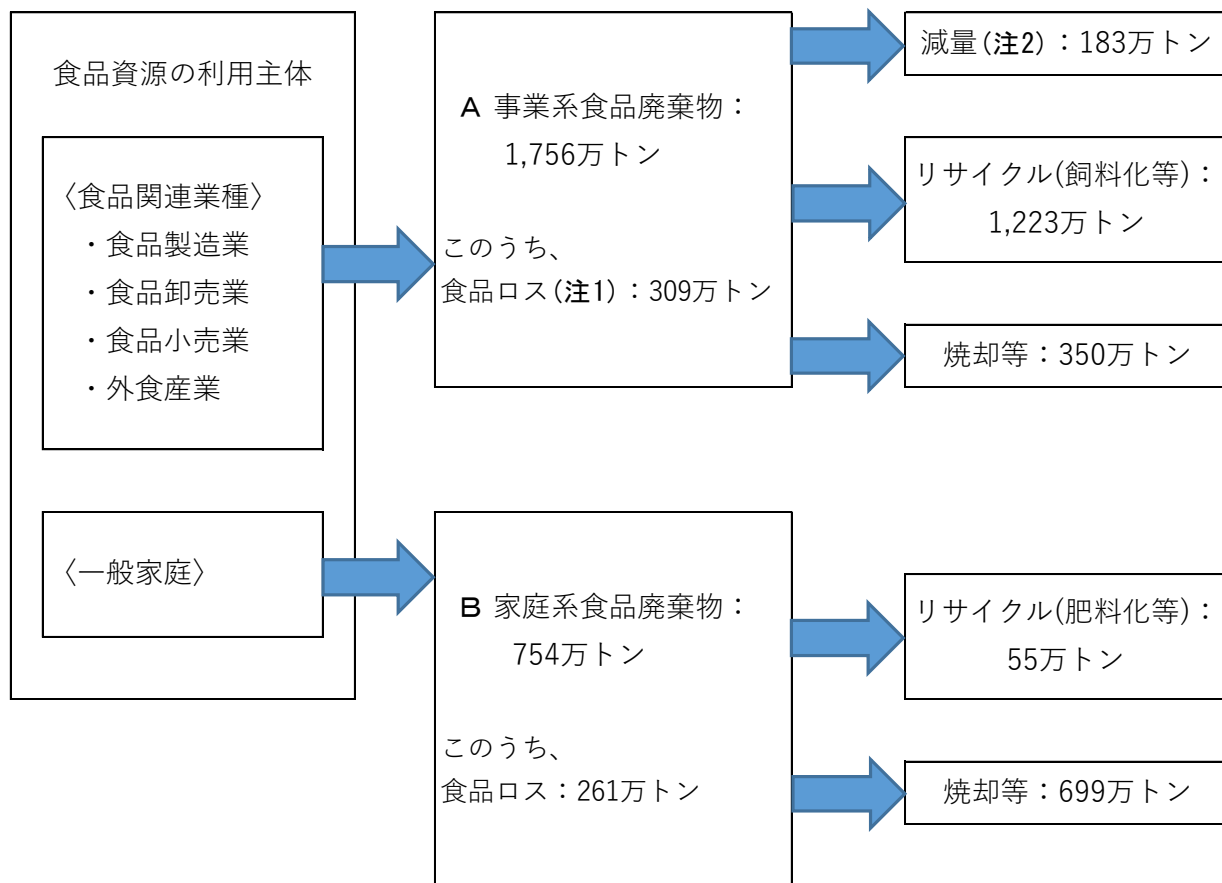 食品資源の利用主体
〈食品関連業種〉
・食品製造業
・食品卸売業
・食品小売業
・外食産業
〈一般家庭〉
A 事業系食品廃棄物：
1,756万トン
このうち、
食品ロス(注1)：309万トン
B 家庭系食品廃棄物：
754万トン
このうち、
食品ロス：261万トン
減量(注2)：183万トン
リサイクル(飼料化等)：
1,223万トン
焼却等：350万トン
リサイクル(肥料化等)：
55万トン
焼却等：699万トン